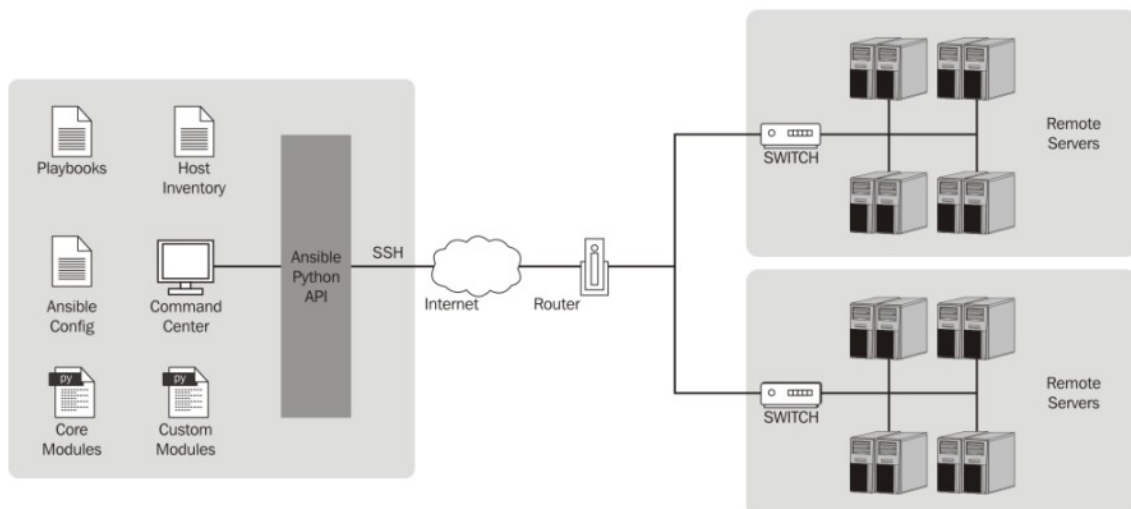 Playbooks
Host
Inventory
Ansible
Config
Command
Center
py
Core
Modules
py
Custom
Modules
Ansible
Python
API
SSH
Internet
Router
SWITCH
Remote
Servers
SWITCH
Remote
Servers